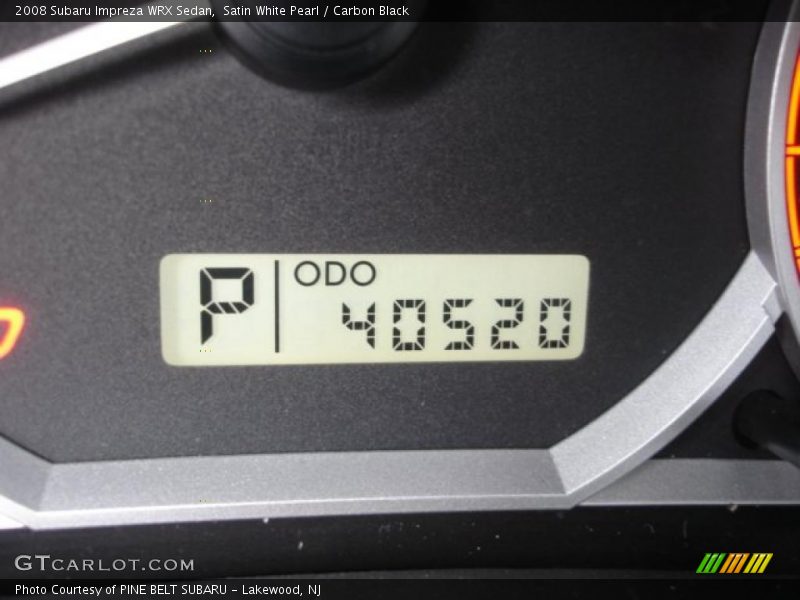 2008 Subaru Impreza WRX Sedan, Satin White Pearl / Carbon Black
P
ODO
40520
GTCARLOT.COM
Photo Courtesy of PINE BELT SUBARU - Lakewood, NJ